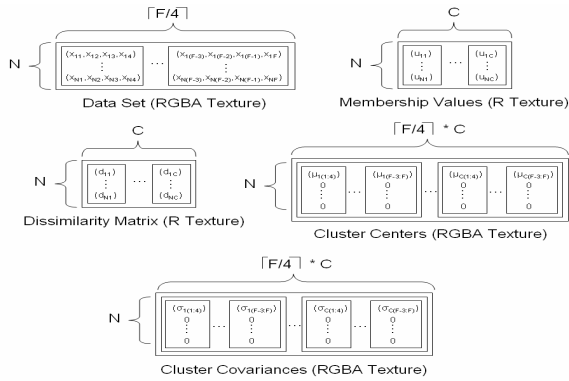 ⌈F/4⌉
C
N
(x11, x12, x13, x14) ... (x1(F-3), x1(F-2), x1(F-1), x1F)
⋮ ⋮
(xN1, xN2, xN3, xN4) (xN(F-3), xN(F-2), xN(F-1), xNF)
Data Set (RGBA Texture)
N
(u11) ... (u1C)
⋮ ⋮
(uN1) (uNC)
Membership Values (R Texture)
C
N
(d11) ... (d1C)
⋮ ⋮
(dN1) (dNC)
Dissimilarity Matrix (R Texture)
⌈F/4⌉ * C
N
(μ1(1:4)) (μ1(F-3:F)) (μC(1:4)) (μC(F-3:F))
0 0 0 0
⋮ ... ⋮ ... ⋮ ... ⋮
0 0 0 0
Cluster Centers (RGBA Texture)
⌈F/4⌉ * C
N
(σ1(1:4)) (σ1(F-3:F)) (σC(1:4)) (σC(F-3:F))
0 0 0 0
⋮ ... ⋮ ... ⋮ ... ⋮
0 0 0 0
Cluster Covariances (RGBA Texture)